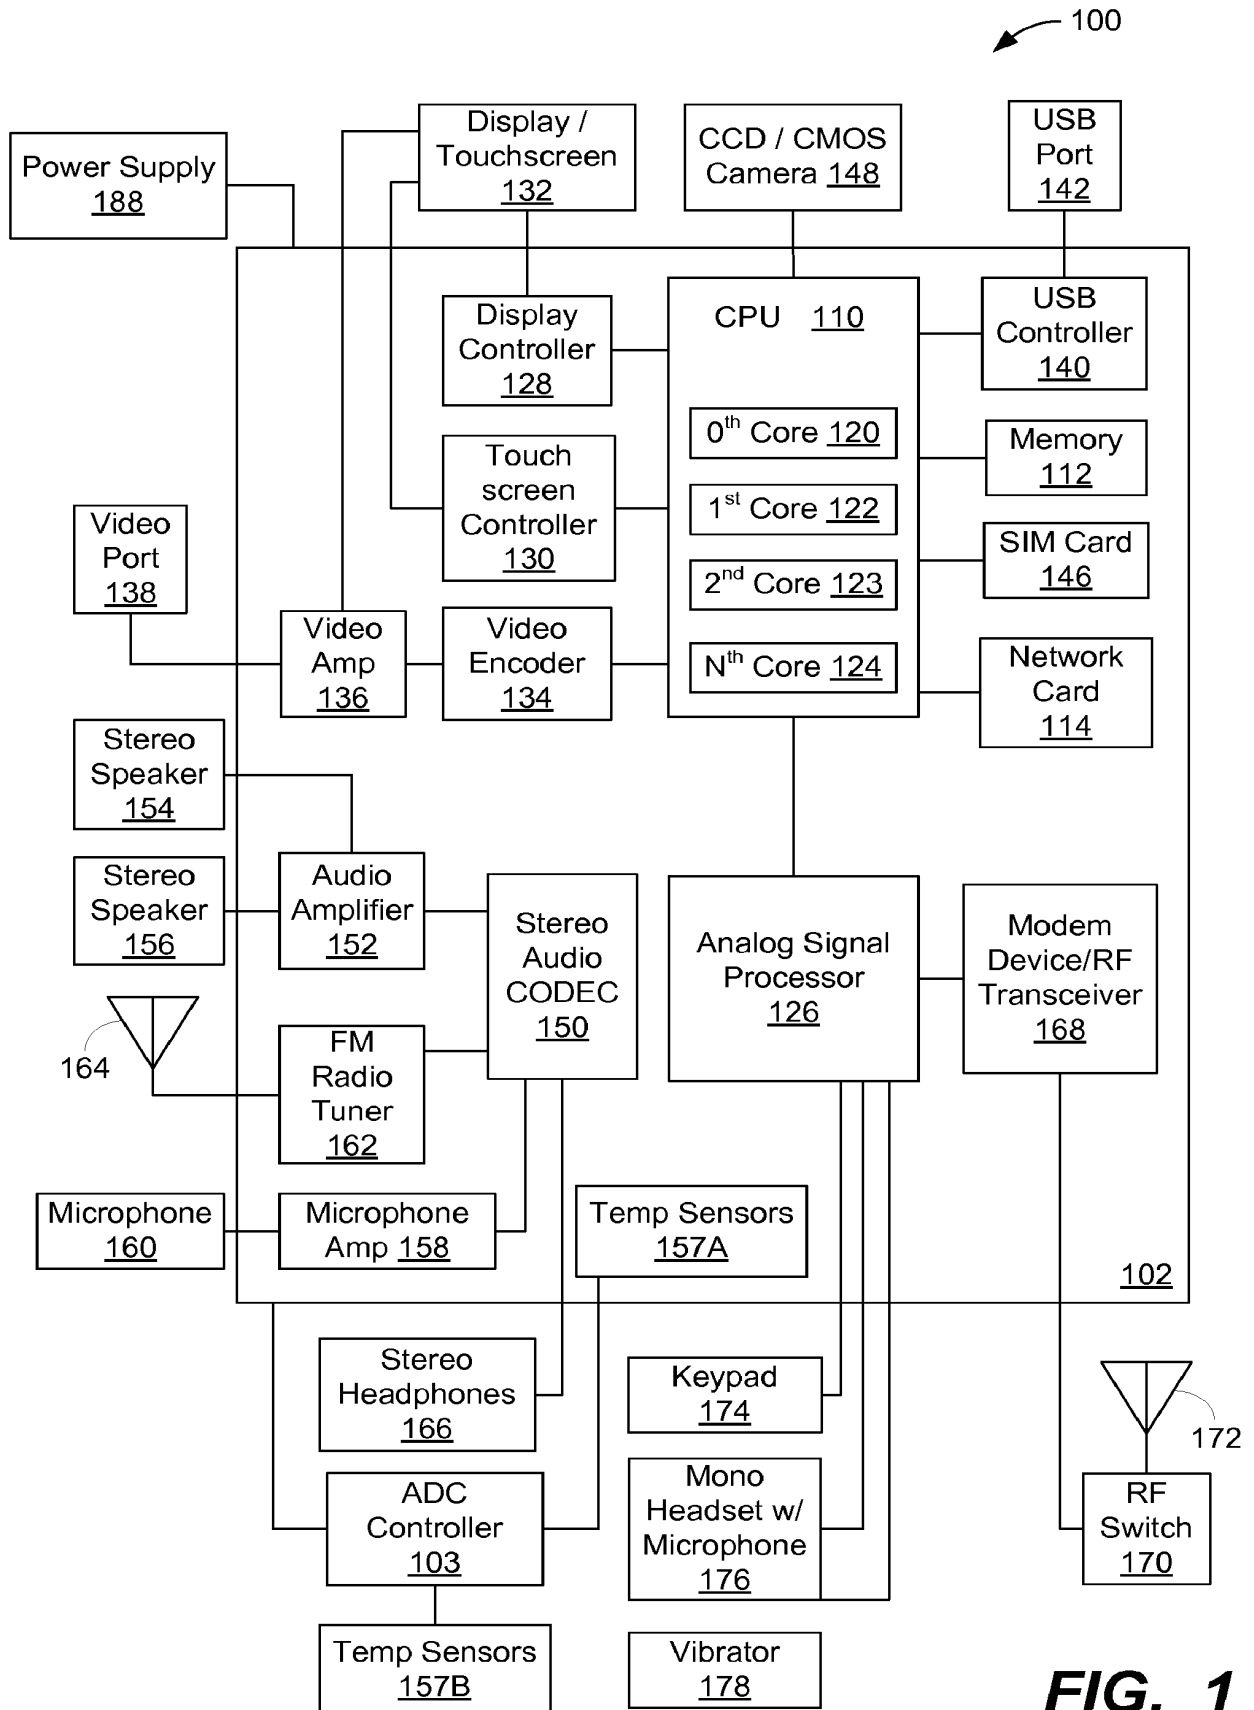 100
Display /
Touchscreen
132
CCD / CMOS
Camera 148
USB
Port
142
Power Supply
188
Display
Controller
128
CPU 110
USB
Controller
140
0th Core 120
Memory
112
Touch
screen
Controller
130
1st Core 122
SIM Card
146
Video
Port
138
2nd Core 123
Video
Amp
136
Video
Encoder
134
Nth Core 124
Network
Card
114
Stereo
Speaker
154
Stereo
Speaker
156
Audio
Amplifier
152
Stereo
Audio
CODEC
150
Analog Signal
Processor
126
Modem
Device/RF
Transceiver
168
164
FM
Radio
Tuner
162
Microphone
160
Microphone
Amp 158
Temp Sensors
157A
102
Stereo
Headphones
166
Keypad
174
172
ADC
Controller
103
Mono
Headset w/
Microphone
176
RF
Switch
170
Temp Sensors
157B
Vibrator
178
FIG. 1